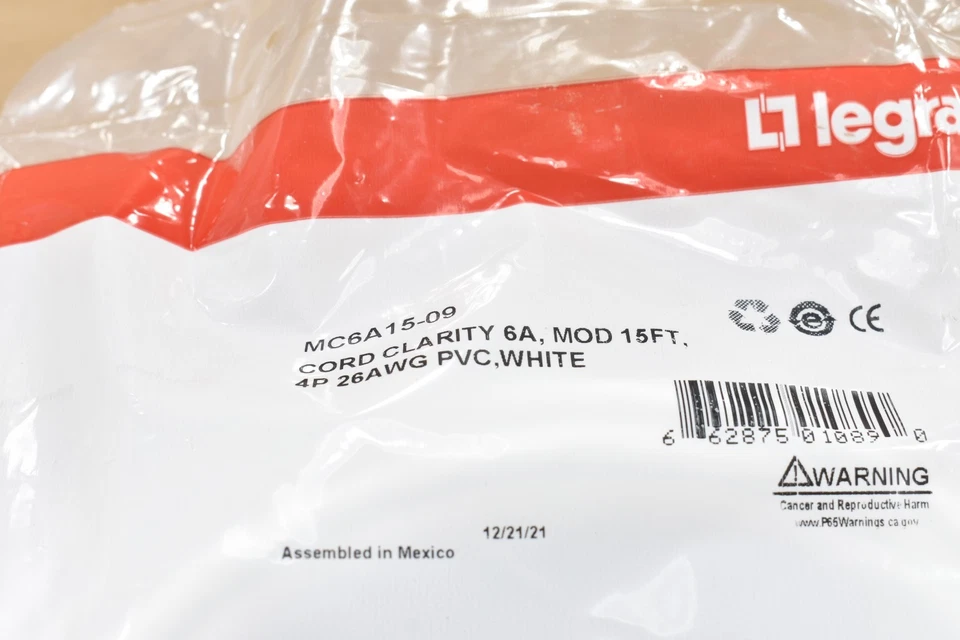 legra
MC6A15-09
CORD CLARITY 6A, MOD 15FT,
4P 26AWG PVC,WHITE
CE
6 62875 01089 0
WARNING
Cancer and Reproductive Harm
www.P65Warnings.ca.gov
12/21/21
Assembled in Mexico